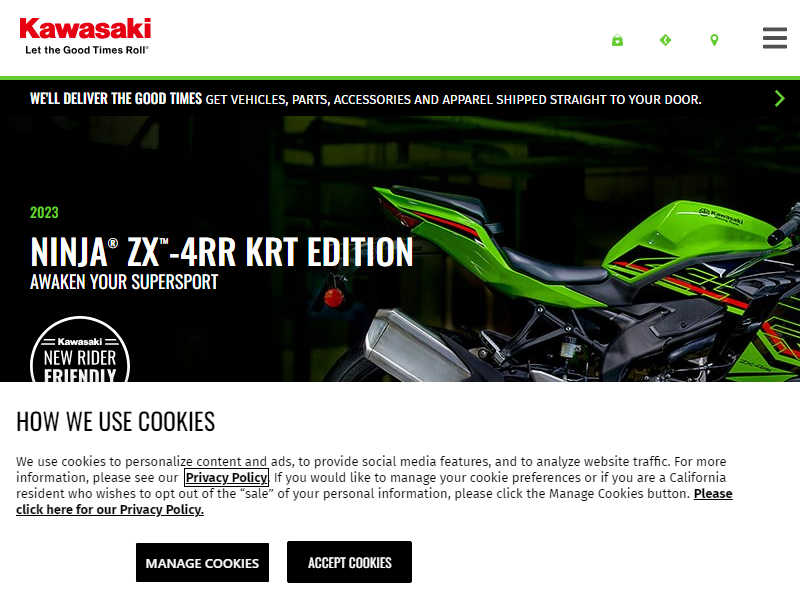 Kawasaki
Let the Good Times Roll®
WE'LL DELIVER THE GOOD TIMES GET VEHICLES, PARTS, ACCESSORIES AND APPAREL SHIPPED STRAIGHT TO YOUR DOOR.
2023
NINJA® ZX™-4RR KRT EDITION
AWAKEN YOUR SUPERSPORT
Kawasaki
Kawasaki
NEW RIDER
FRIENDLY
HOW WE USE COOKIES
We use cookies to personalize content and ads, to provide social media features, and to analyze website traffic. For more
information, please see our Privacy Policy. If you would like to manage your cookie preferences or if you are a California
resident who wishes to opt out of the “sale” of your personal information, please click the Manage Cookies button. Please
click here for our Privacy Policy.
MANAGE COOKIES
ACCEPT COOKIES